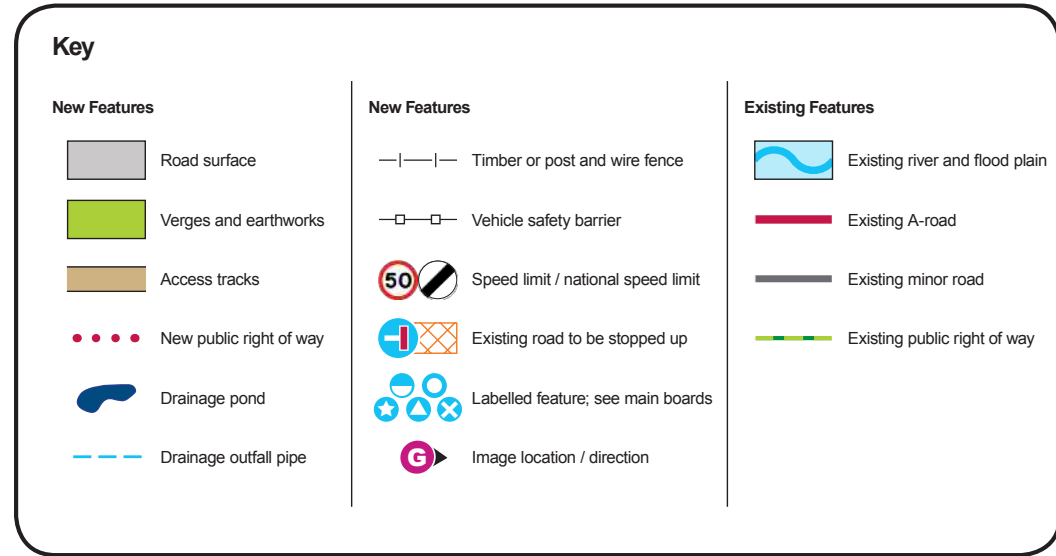 Key
New Features
Road surface
Verges and earthworks
Access tracks
New public right of way
Drainage pond
Drainage outfall pipe
New Features
Timber or post and wire fence
Vehicle safety barrier
50
Speed limit / national speed limit
Existing road to be stopped up
Labelled feature; see main boards
G
Image location / direction
Existing Features
Existing river and flood plain
Existing A-road
Existing minor road
Existing public right of way